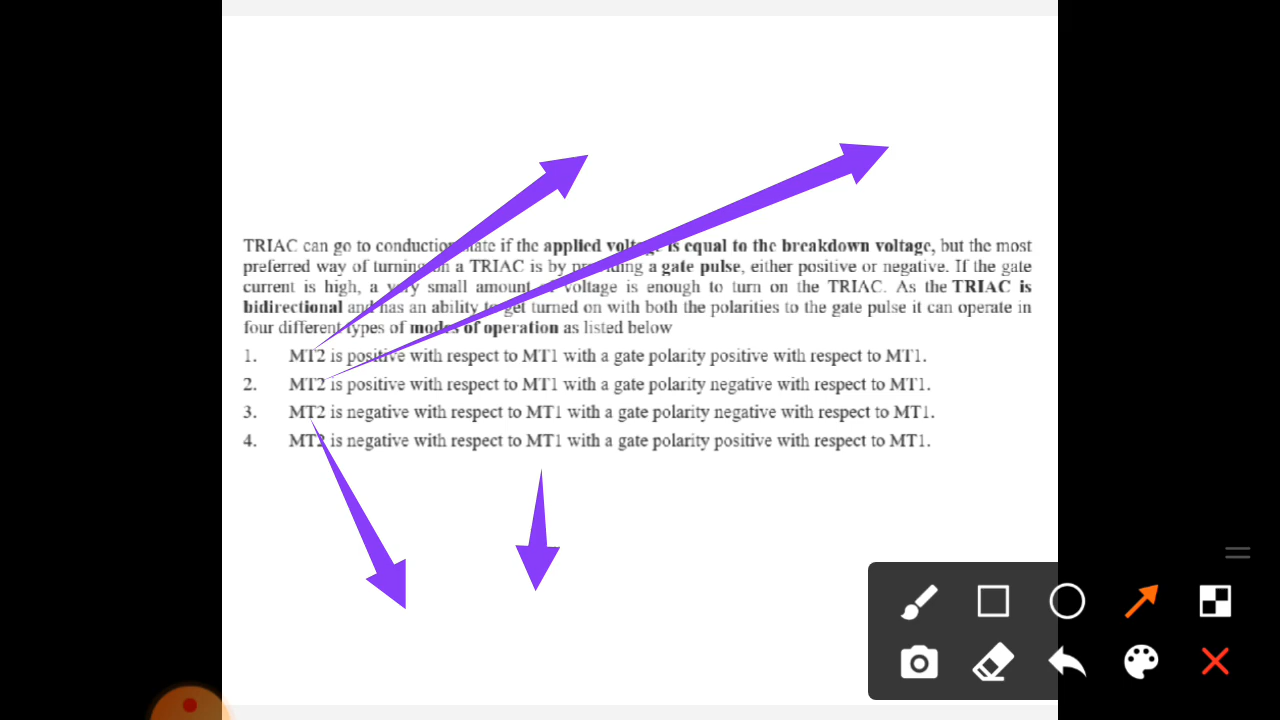 TRIAC can go to conduction state if the applied voltage is equal to the breakdown voltage, but the most
preferred way of turning on a TRIAC is by providing a gate pulse, either positive or negative. If the gate
current is high, a very small amount of voltage is enough to turn on the TRIAC. As the TRIAC is
bidirectional and has an ability to get turned on with both the polarities to the gate pulse it can operate in
four different types of modes of operation as listed below
1. MT2 is positive with respect to MT1 with a gate polarity positive with respect to MT1.
2. MT2 is positive with respect to MT1 with a gate polarity negative with respect to MT1.
3. MT2 is negative with respect to MT1 with a gate polarity negative with respect to MT1.
4. MT2 is negative with respect to MT1 with a gate polarity positive with respect to MT1.